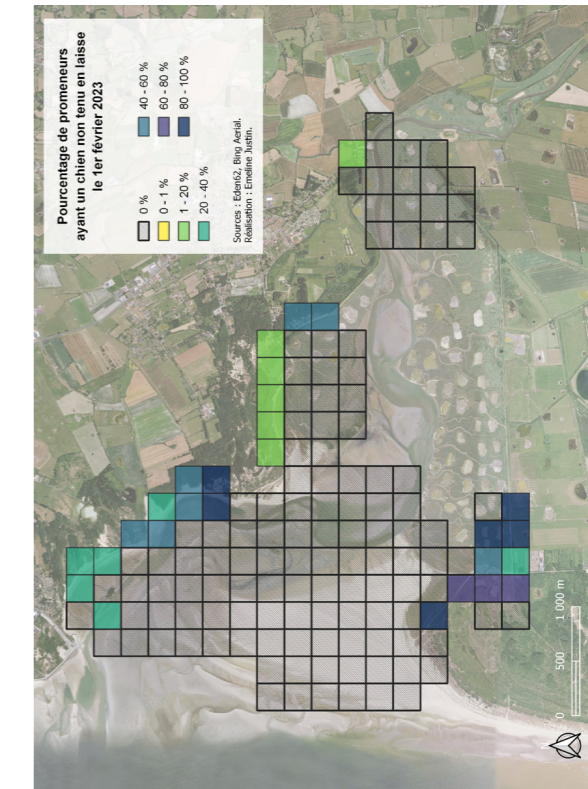 Pourcentage de promeneurs
ayant un chien non tenu en laisse
le 1er février 2023
0 %
0 - 1 %
1 - 20 %
20 - 40 %
40 - 60 %
60 - 80 %
80 - 100 %
Sources : Eden62, Bing Aerial.
Réalisation : Emeline Justin.
N
0 500 1 000 m